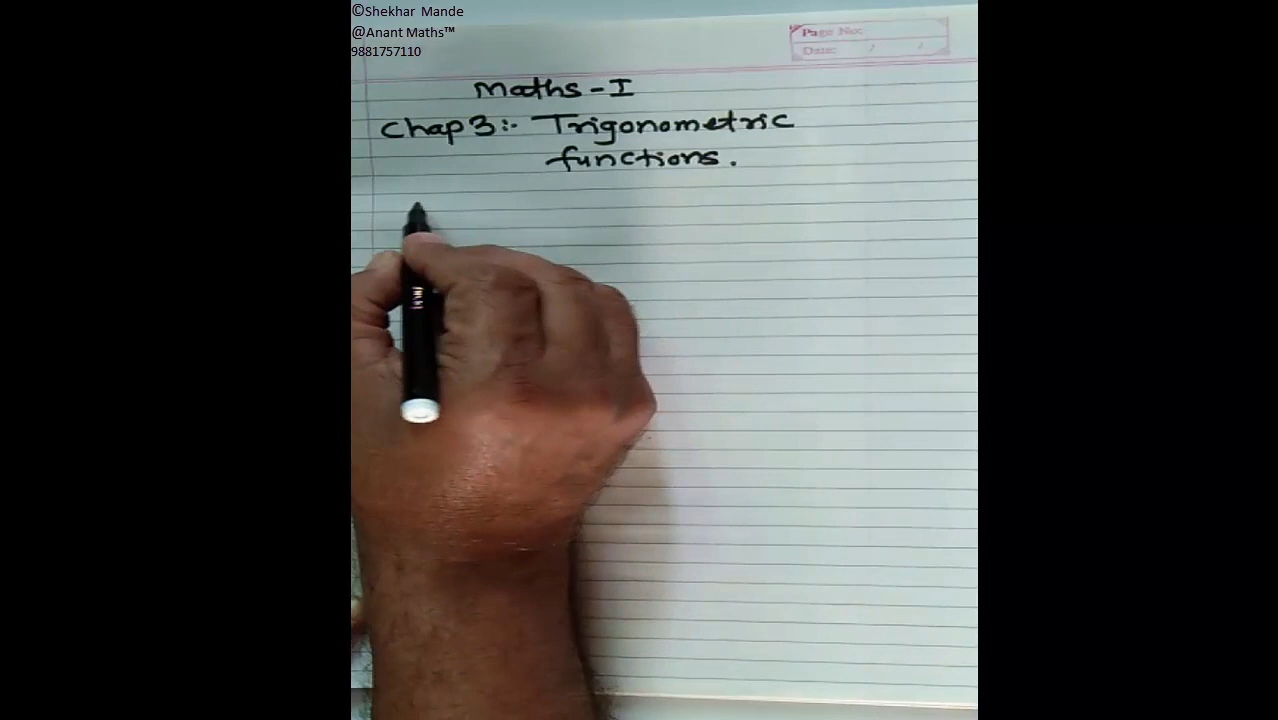 ©Shekhar Mande
@Anant Maths™
9881757110
Page No:
Date: / /
Maths - I
Chap 3:- Trigonometric
functions.